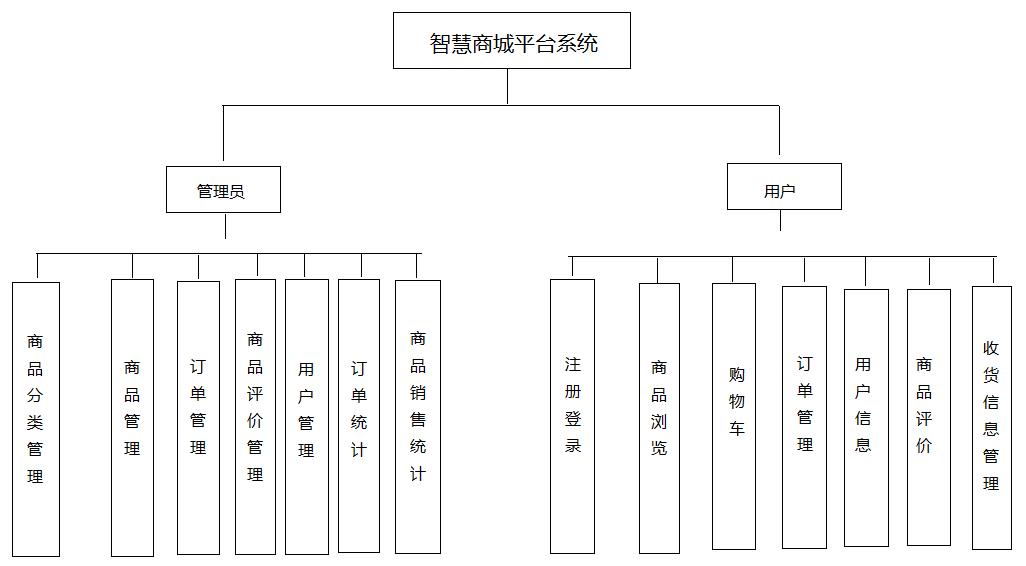 智慧商城平台系统
管理员
用户
商品分类管理
商品管理
订单管理
商品评价管理
用户管理
订单统计
商品销售统计
注册登录
商品浏览
购物车
订单管理
用户信息
商品评价
收货信息管理